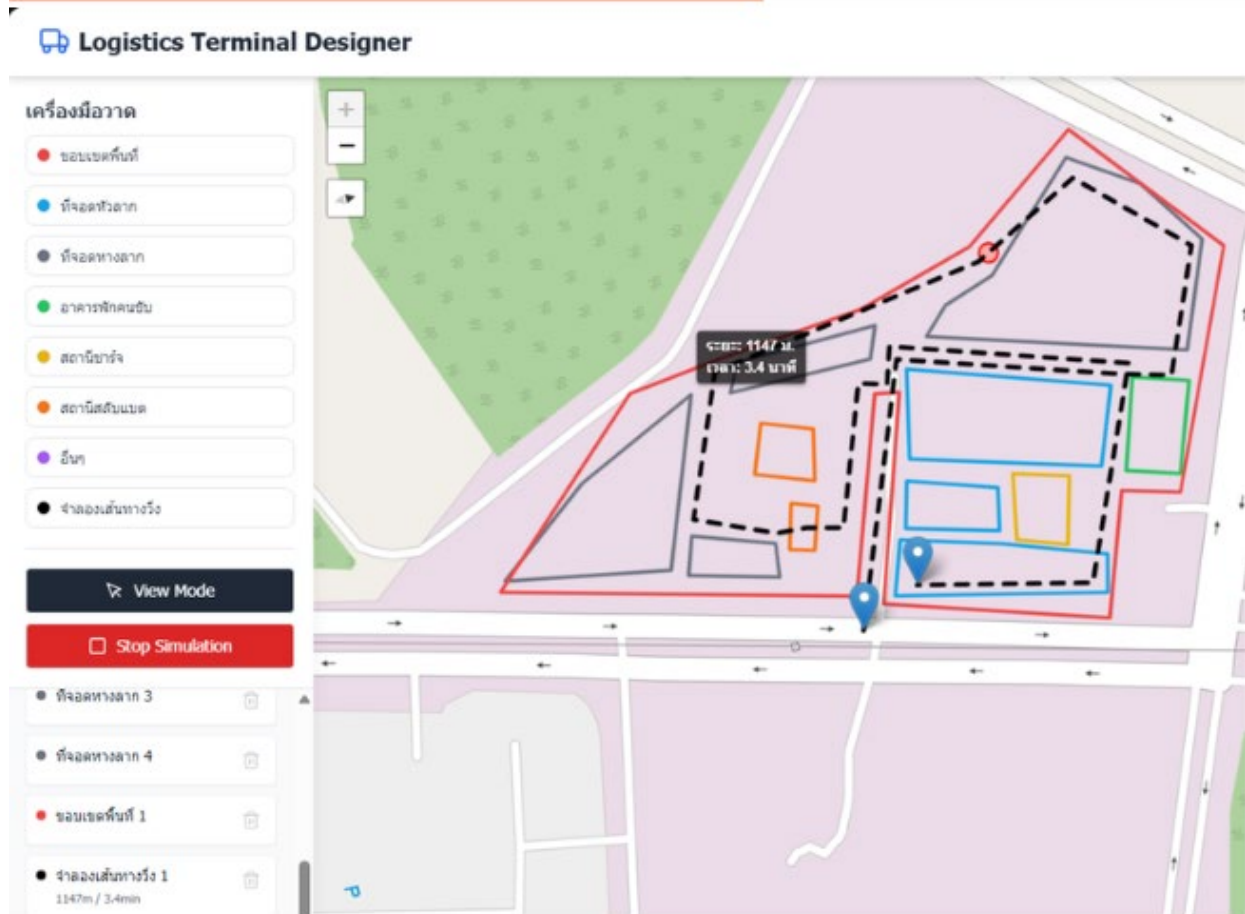 Logistics Terminal Designer
เครื่องมือวาด
ขอบเขตพื้นที่
ที่จอดหัวลาก
ที่จอดหางลาก
อาคารพักคนขับ
สถานีชาร์จ
สถานีสลับแบต
อื่นๆ
จำลองเส้นทางวิ่ง
View Mode
Stop Simulation
ที่จอดหางลาก 3
ที่จอดหางลาก 4
ขอบเขตพื้นที่ 1
จำลองเส้นทางวิ่ง 1
1147m / 3.4min
+
−
ระยะ: 1147 ม.
เวลา: 3.4 นาที
P